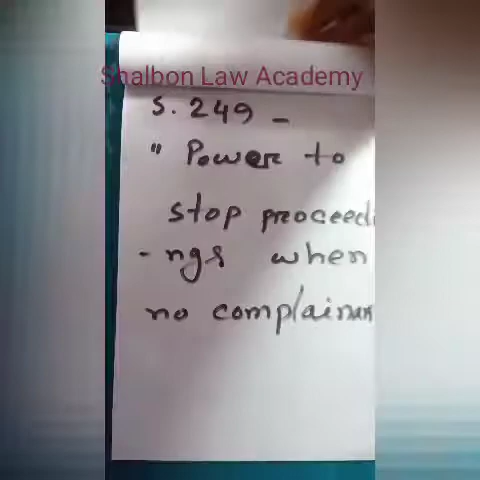 Shalbon Law Academy
S. 249 -
" Power to
stop proceedi
- ngs when
no complainan